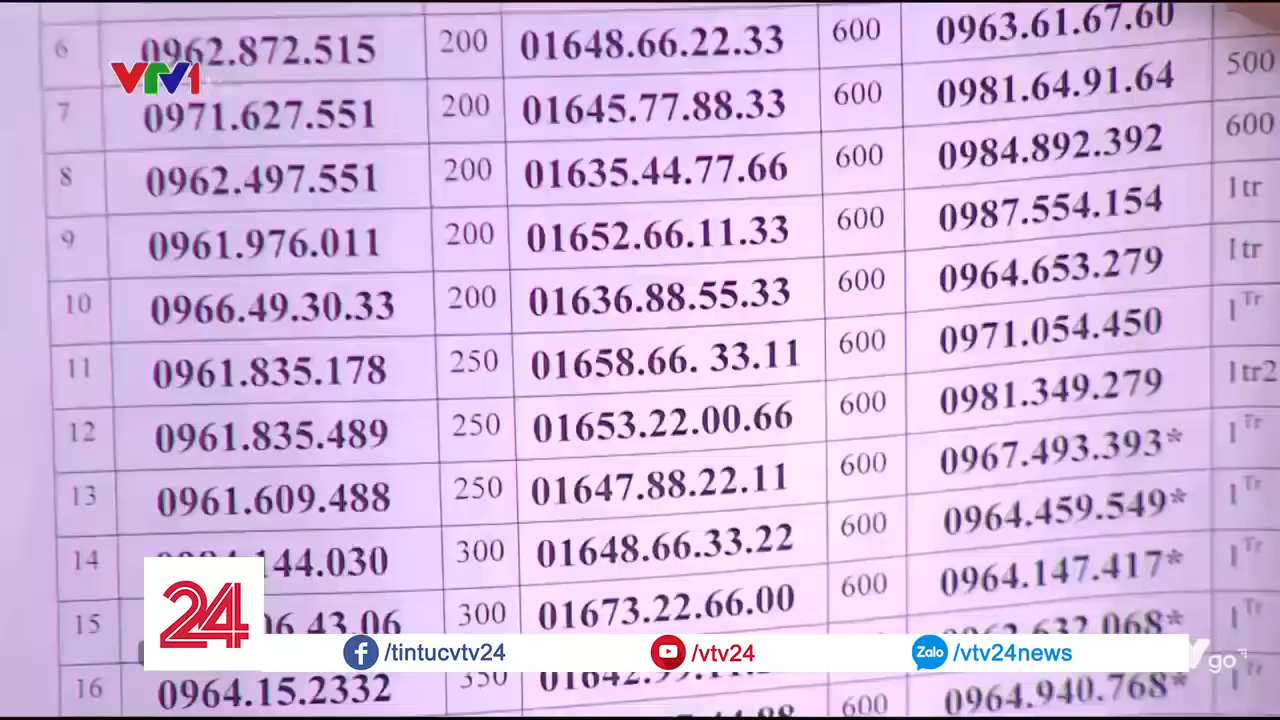 6 0962.872.515 200 01648.66.22.33 600 0963.61.67.60
VTV1
7 0971.627.551 200 01645.77.88.33 600 0981.64.91.64 500
8 0962.497.551 200 01635.44.77.66 600 0984.892.392 600
9 0961.976.011 200 01652.66.11.33 600 0987.554.154 1tr
10 0966.49.30.33 200 01636.88.55.33 600 0964.653.279 1tr
11 0961.835.178 250 01658.66. 33.11 600 0971.054.450 1Tr
12 0961.835.489 250 01653.22.00.66 600 0981.349.279 1tr2
13 0961.609.488 250 01647.88.22.11 600 0967.493.393* 1Tr
14 144.030 300 01648.66.33.22 600 0964.459.549* 1Tr
15 06.43.06 300 01673.22.66.00 600 0964.147.417* 1Tr
24
/tintucvtv24 /vtv24 Zalo /vtv24news go
16 0964.15.2332 350 600 0964.940.768* 1Tr